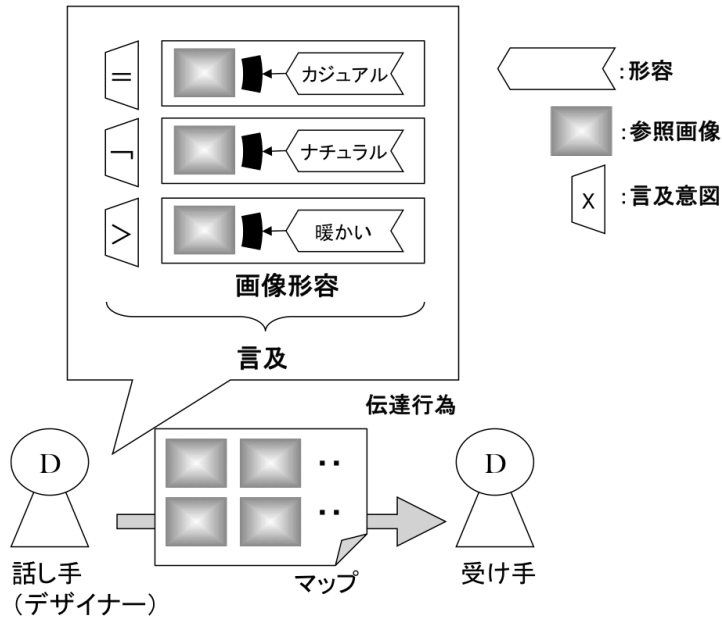 =
カジュアル
¬
ナチュラル
>
暖かい
画像形容
言及
:形容
:参照画像
X
:言及意図
伝達行為
D
‥
‥
D
マップ
話し手
（デザイナー）
受け手